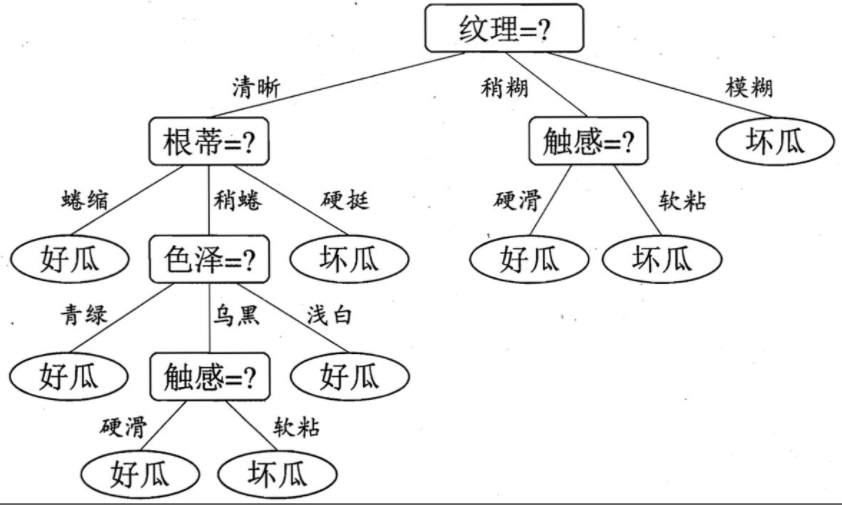 纹理=?
清晰
稍糊
模糊
根蒂=?
触感=?
坏瓜
蜷缩
稍蜷
硬挺
硬滑
软粘
好瓜
色泽=?
坏瓜
好瓜
坏瓜
青绿
乌黑
浅白
好瓜
触感=?
好瓜
硬滑
软粘
好瓜
坏瓜